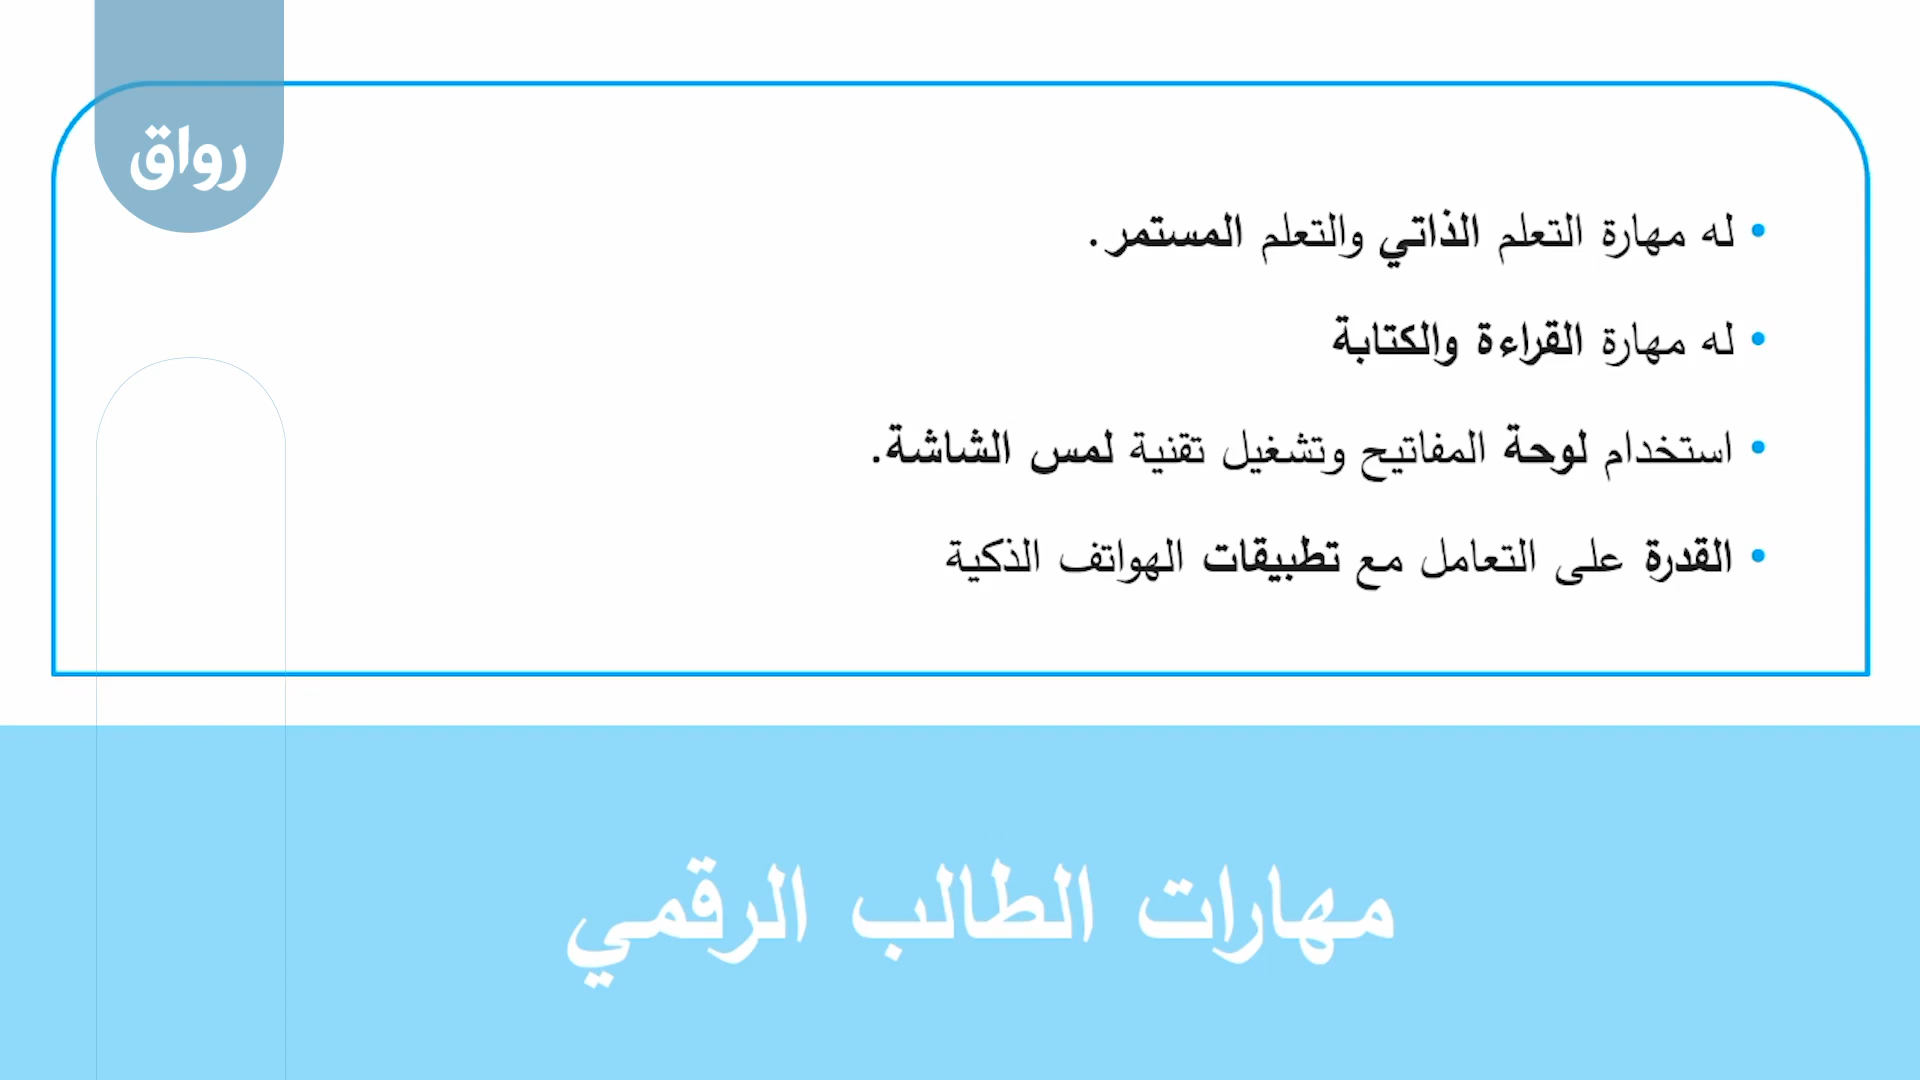 رواق
له مهارة التعلم الذاتي والتعلم المستمر.
له مهارة القراءة والكتابة
استخدام لوحة المفاتيح وتشغيل تقنية لمس الشاشة.
القدرة على التعامل مع تطبيقات الهواتف الذكية
مهارات الطالب الرقمي